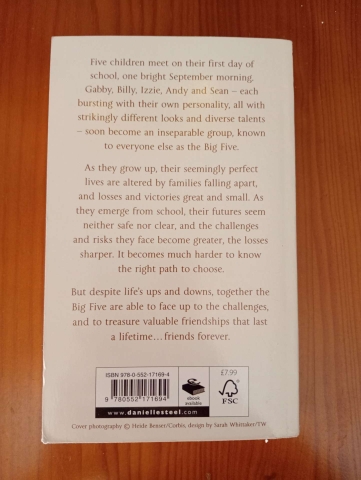 Five children meet on their first day of
school, one bright September morning.
Gabby, Billy, Izzie, Andy and Sean – each
bursting with their own personality, all with
strikingly different looks and diverse talents
– soon become an inseparable group, known
to everyone else as the Big Five.
As they grow up, their seemingly perfect
lives are altered by families falling apart,
and losses and victories great and small. As
they emerge from school, their futures seem
neither safe nor clear, and the challenges
and risks they face become greater, the losses
sharper. It becomes much harder to know
the right path to choose.
But despite life's ups and downs, together the
Big Five are able to face up to the challenges,
and to treasure valuable friendships that last
a lifetime…friends forever.
ISBN 978-0-552-17169-4
9 780552 171694
ebook
available
£7.99
FSC
www.daniellesteel.com
Cover photography © Heide Benser/Corbis, design by Sarah Whittaker/TW